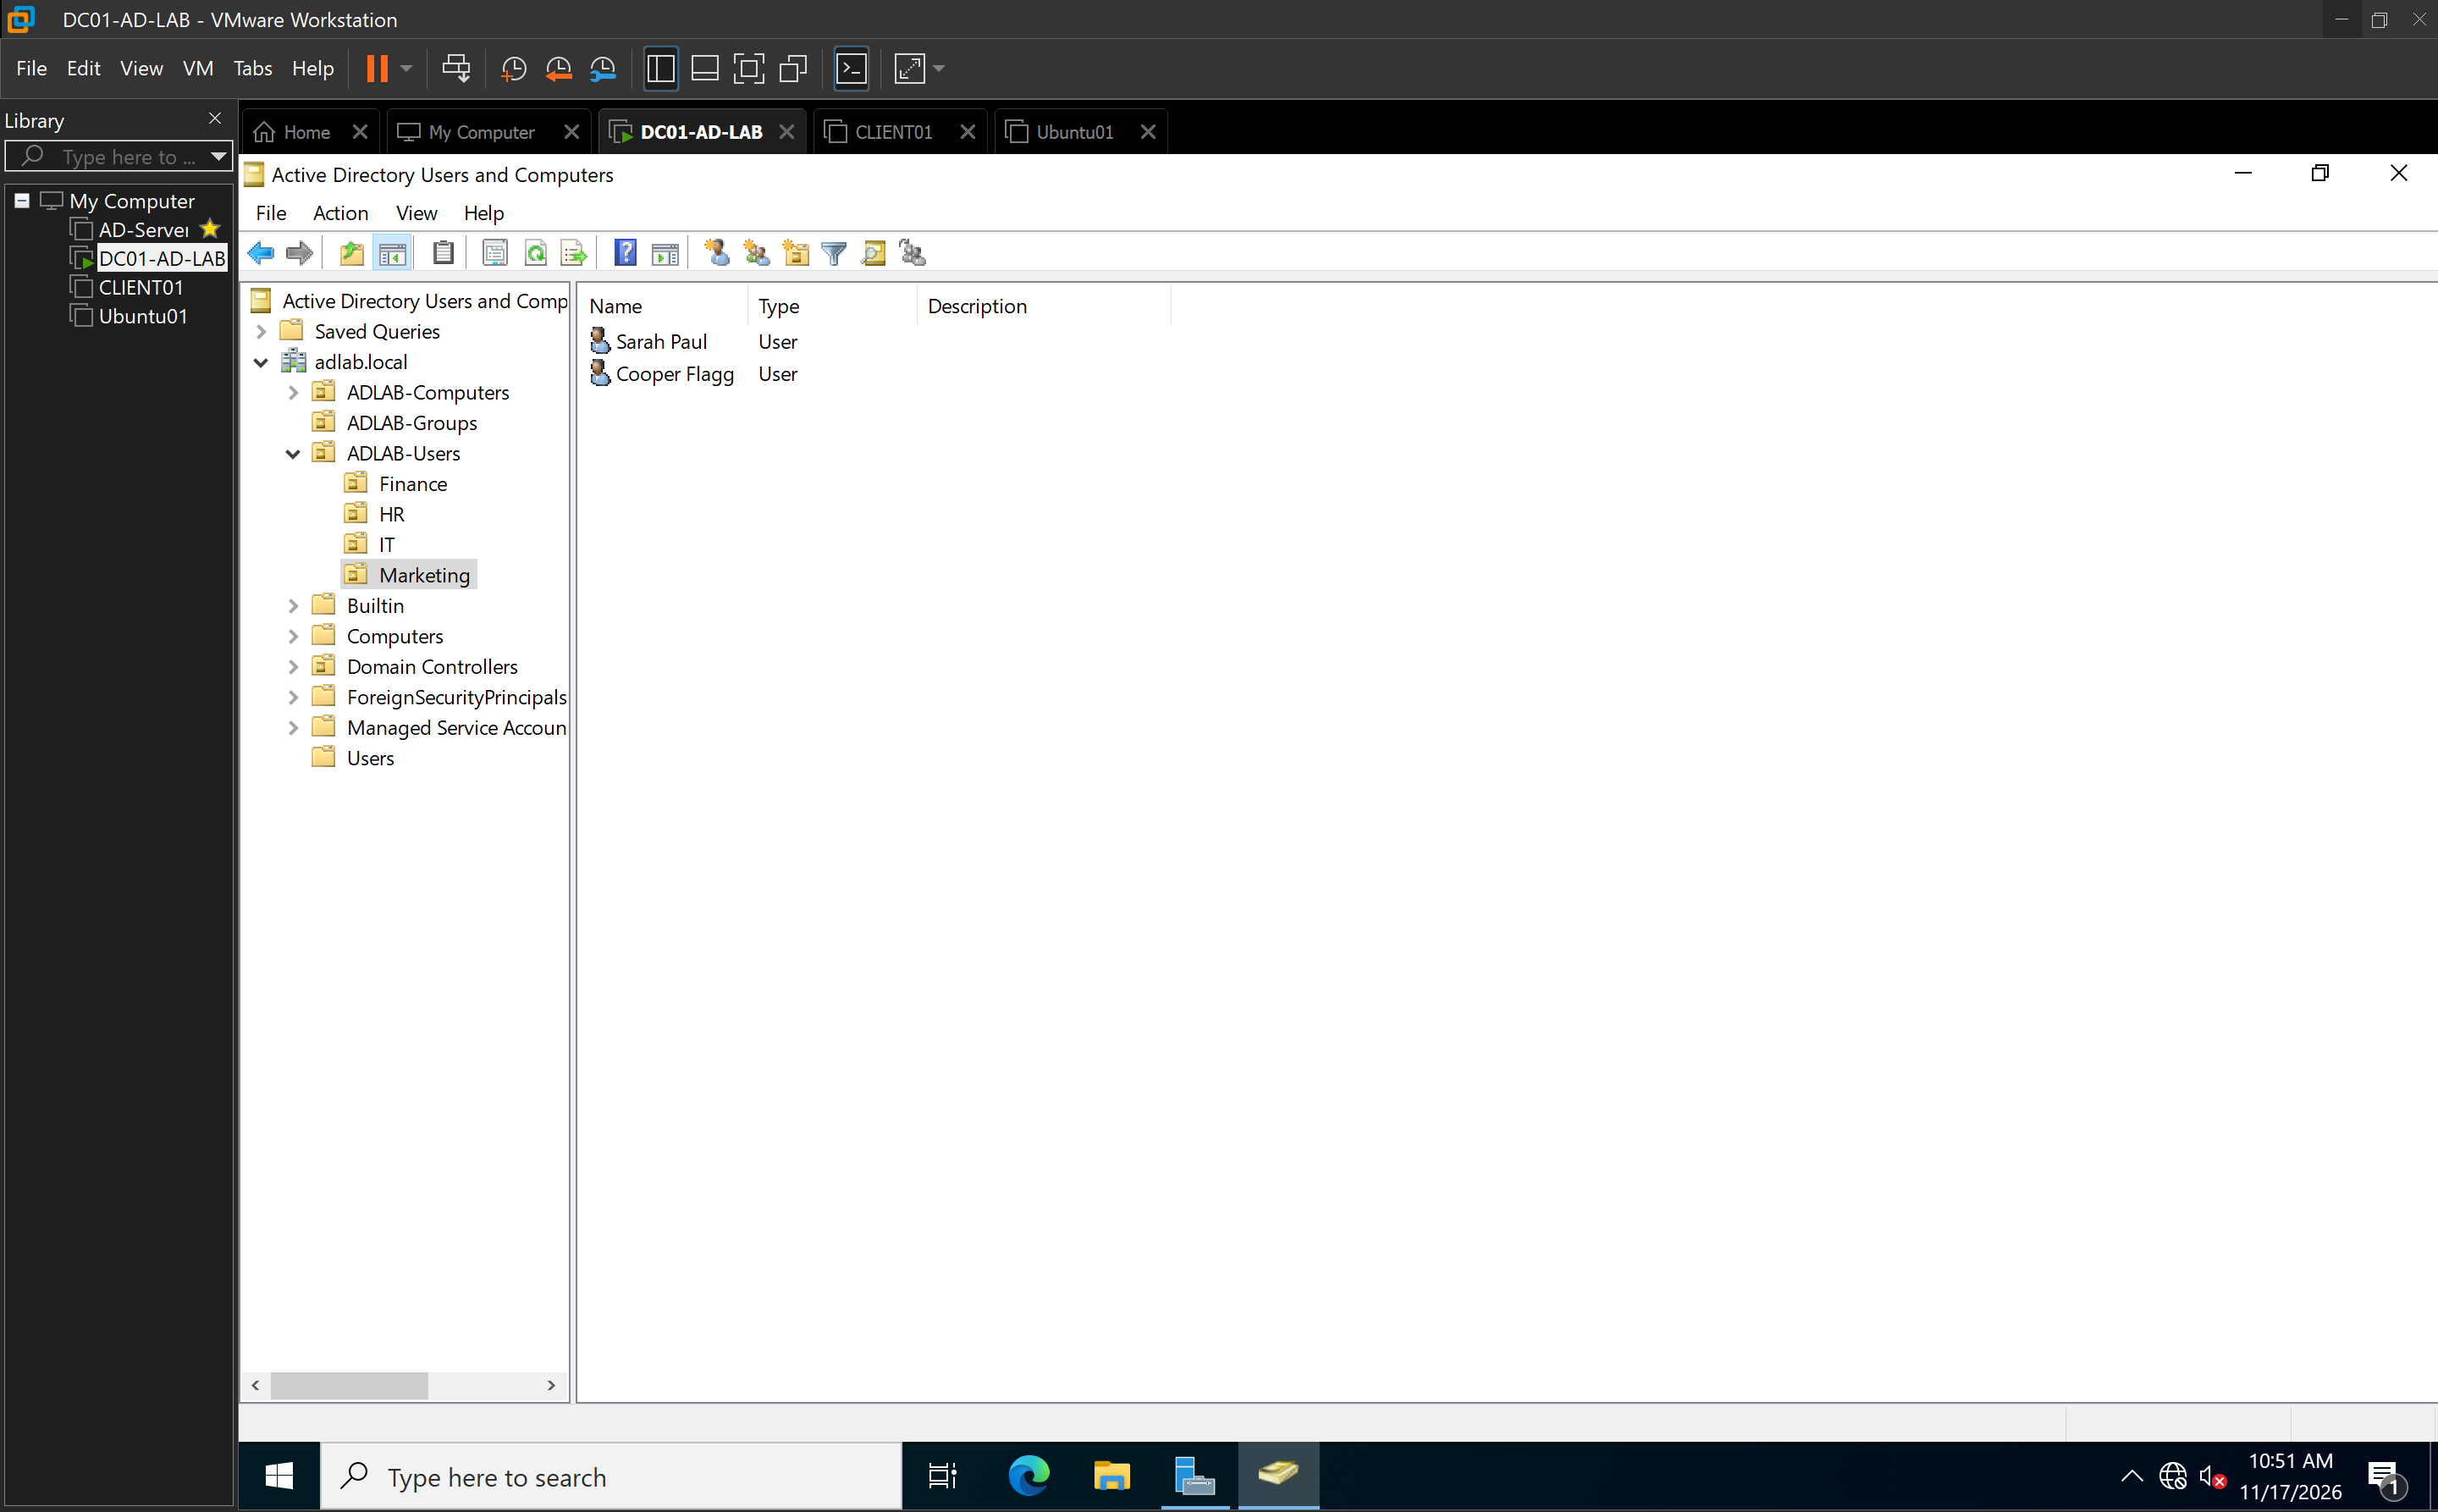 DC01-AD-LAB - VMware Workstation
File Edit View VM Tabs Help
Library
Type here to ...
My Computer
AD-Server
DC01-AD-LAB
CLIENT01
Ubuntu01
Home My Computer DC01-AD-LAB CLIENT01 Ubuntu01
Active Directory Users and Computers
File Action View Help
Active Directory Users and Comp
Saved Queries
adlab.local
ADLAB-Computers
ADLAB-Groups
ADLAB-Users
Finance
HR
IT
Marketing
Builtin
Computers
Domain Controllers
ForeignSecurityPrincipals
Managed Service Accoun
Users
Name Type Description
Sarah Paul User
Cooper Flagg User
Type here to search
10:51 AM
11/17/2026
1